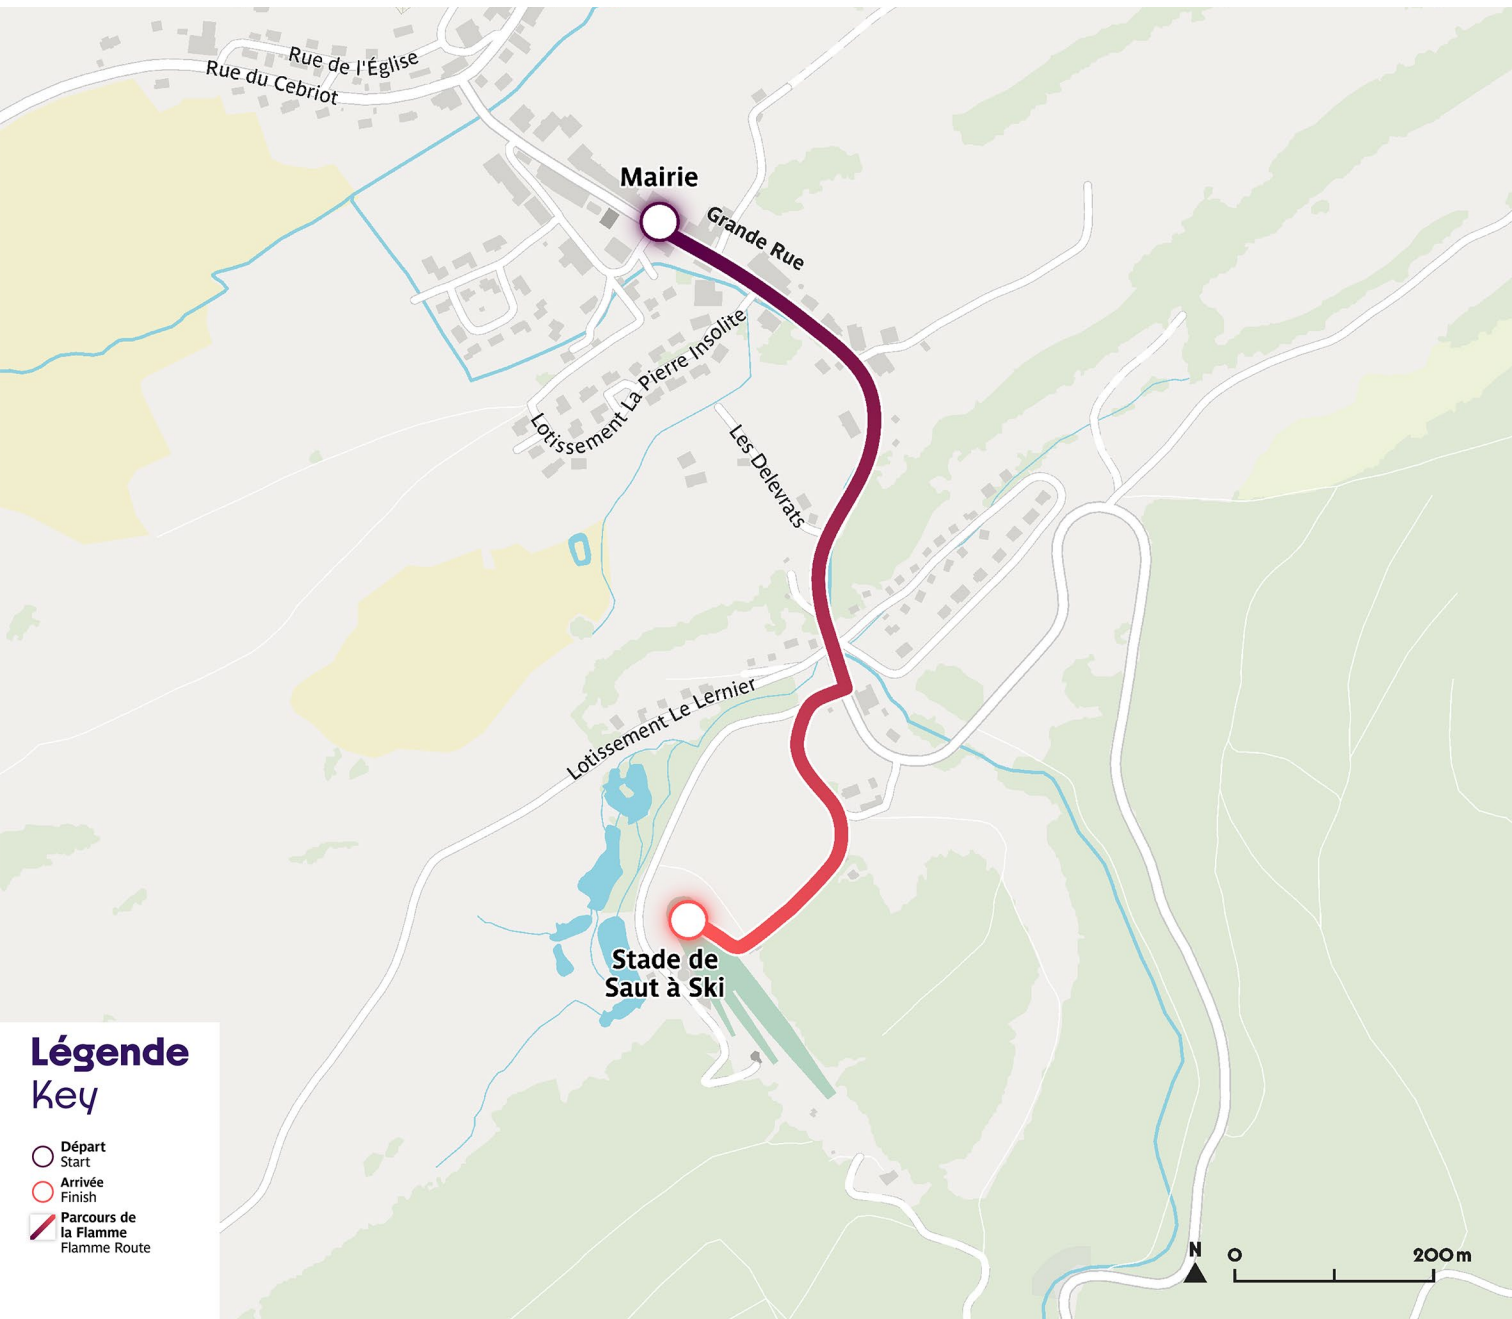 Rue de l'Église
Rue du Cebriot
Mairie
Grande Rue
Lotissement La Pierre Insolite
Les Delevrats
Lotissement Le Lernier
Stade de
Saut à Ski
Légende
Key
Départ
Start
Arrivée
Finish
Parcours de
la Flamme
Flamme Route
N
0
200 m